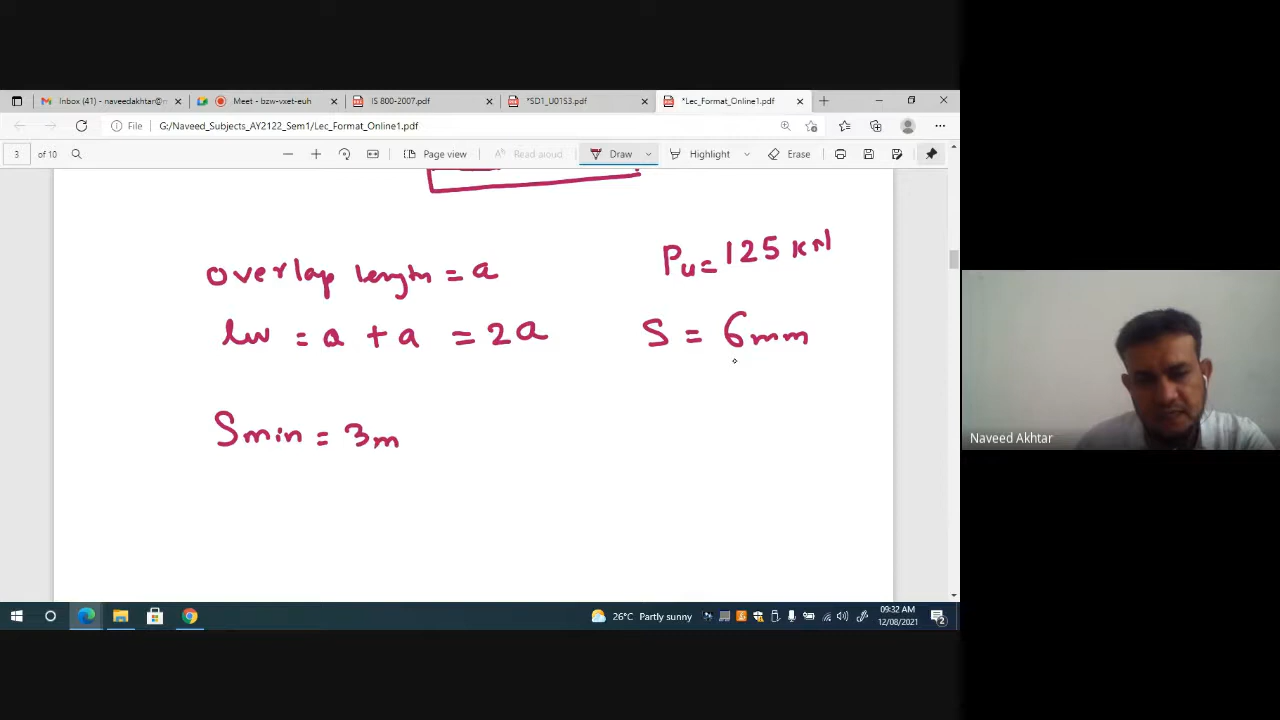 Inbox (41) - naveedakhtar@m
Meet - bzw-vxet-euh
IS 800-2007.pdf
*SD1_U01S3.pdf
*Lec_Format_Online1.pdf
File
G:/Naveed_Subjects_AY2122_Sem1/Lec_Format_Online1.pdf
3 of 10
Page view
Read aloud
Draw
Highlight
Erase
overlap length = a
Pu = 125 kN
lw = a + a = 2a
S = 6mm
Smin = 3m
Naveed Akhtar
26°C Partly sunny
09:32 AM
12/08/2021
2